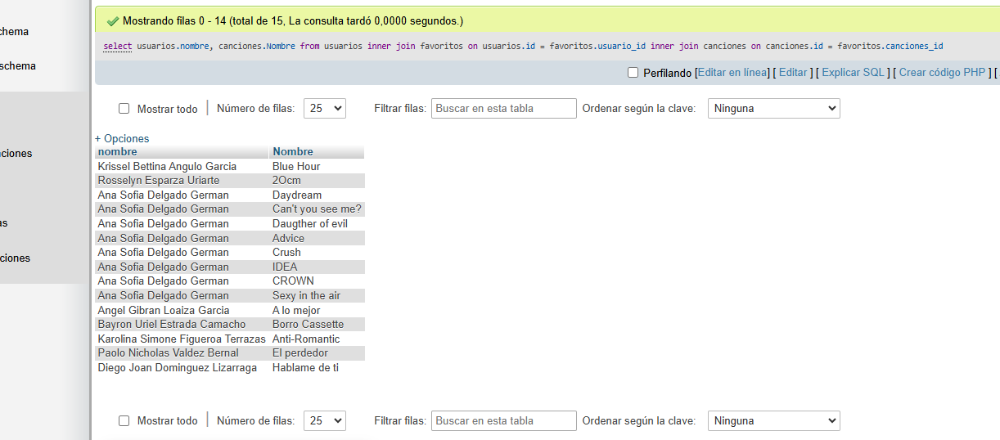 chema
schema
ciones
as
ciones
Mostrando filas 0 - 14 (total de 15, La consulta tardó 0,0000 segundos.)
select usuarios.nombre, canciones.Nombre from usuarios inner join favoritos on usuarios.id = favoritos.usuario_id inner join canciones on canciones.id = favoritos.canciones_id
Perfilando [Editar en línea] [ Editar ] [ Explicar SQL ] [ Crear código PHP ] [
Mostrar todo | Número de filas: 25 Filtrar filas: Buscar en esta tabla Ordenar según la clave: Ninguna
+ Opciones
nombre Nombre
Krissel Bettina Angulo Garcia Blue Hour
Rosselyn Esparza Uriarte 2Ocm
Ana Sofia Delgado German Daydream
Ana Sofia Delgado German Can't you see me?
Ana Sofia Delgado German Daugther of evil
Ana Sofia Delgado German Advice
Ana Sofia Delgado German Crush
Ana Sofia Delgado German IDEA
Ana Sofia Delgado German CROWN
Ana Sofia Delgado German Sexy in the air
Angel Gibran Loaiza Garcia A lo mejor
Bayron Uriel Estrada Camacho Borro Cassette
Karolina Simone Figueroa Terrazas Anti-Romantic
Paolo Nicholas Valdez Bernal El perdedor
Diego Joan Dominguez Lizarraga Hablame de ti
Mostrar todo | Número de filas: 25 Filtrar filas: Buscar en esta tabla Ordenar según la clave: Ninguna